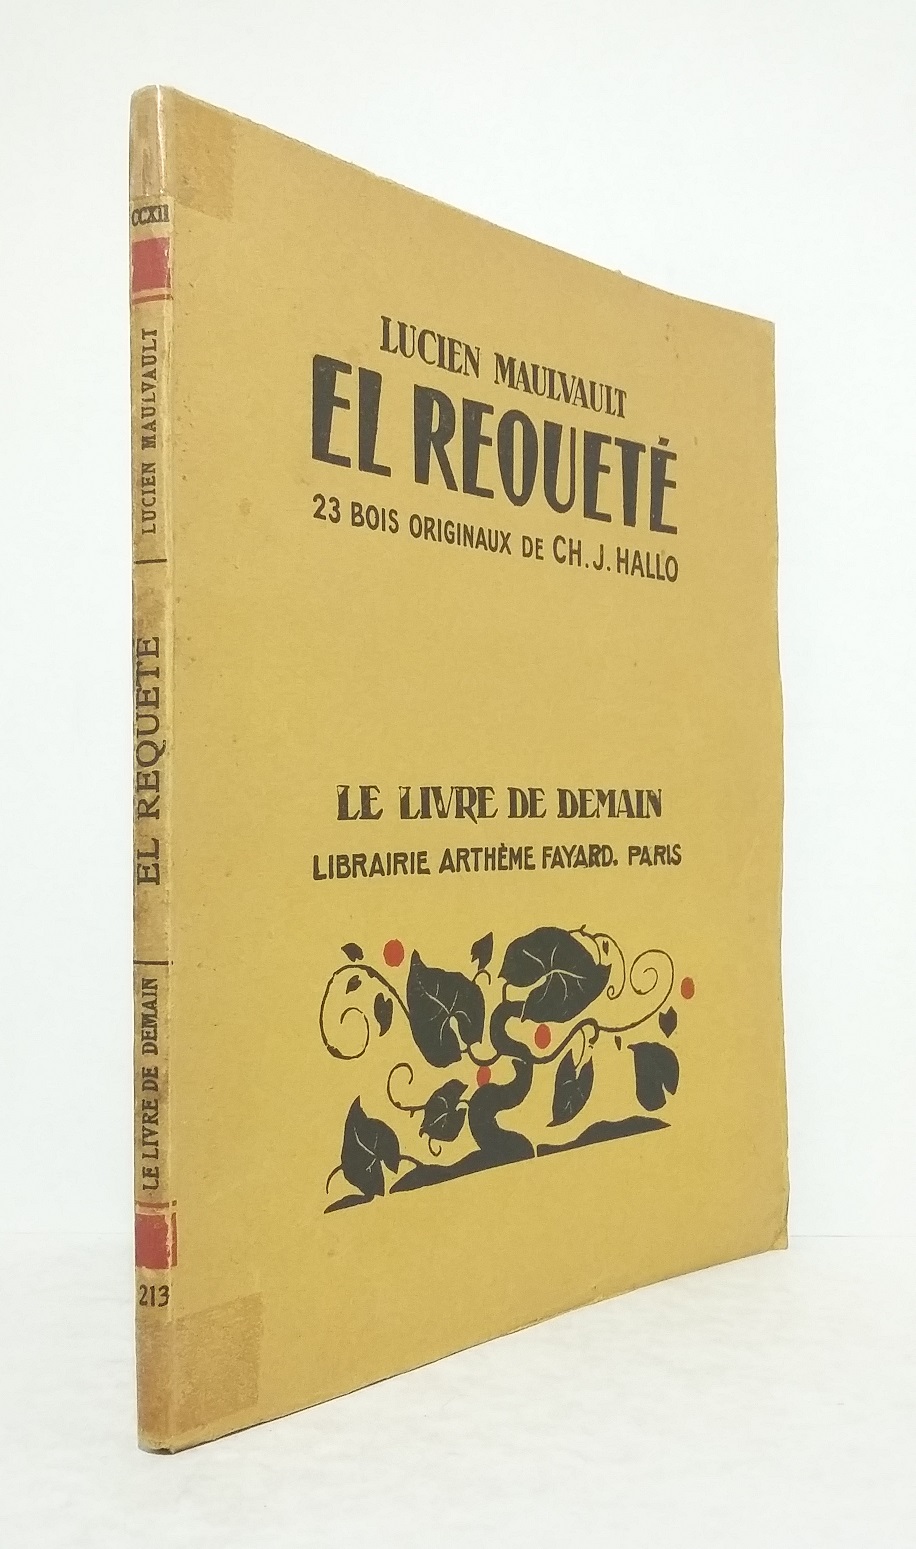 CCXII
LUCIEN MAULVAULT
EL REQUETÉ
LE LIVRE DE DEMAIN
213
LUCIEN MAULVAULT
EL REQUETÉ
23 BOIS ORIGINAUX DE CH. J. HALLO
LE LIVRE DE DEMAIN
LIBRAIRIE ARTHÈME FAYARD. PARIS